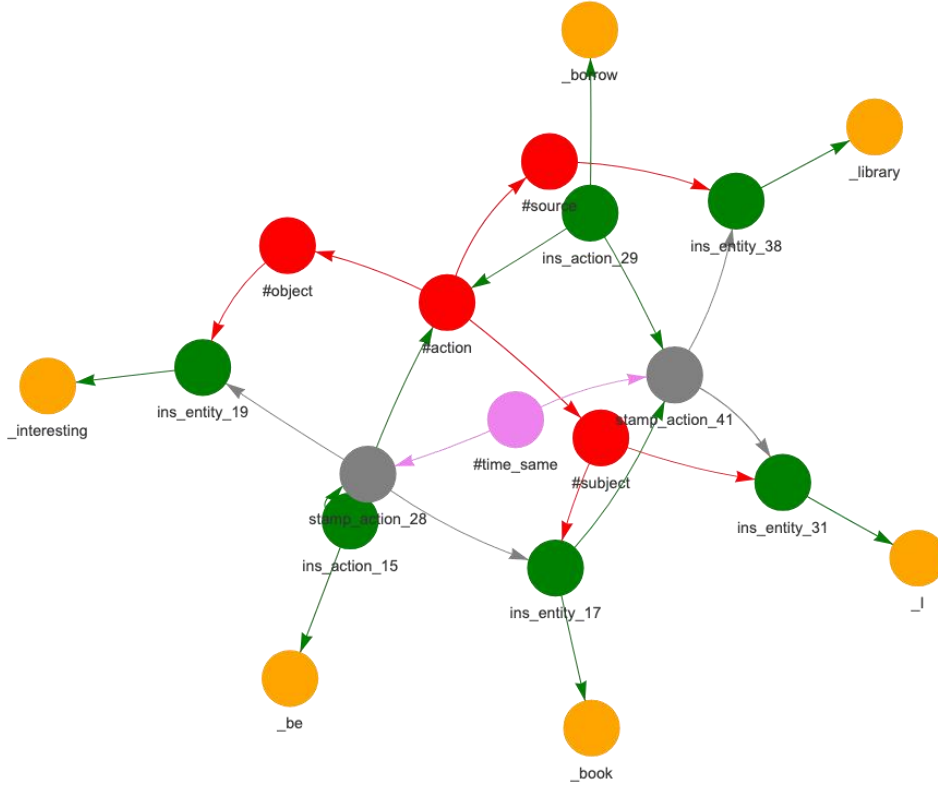 _borrow
_library
#source
ins_entity_38
ins_action_29
#object
#action
ins_entity_19
stamp_action_41
_interesting
#time_same
#subject
stamp_action_28
ins_entity_31
ins_action_15
_I
ins_entity_17
_be
_book